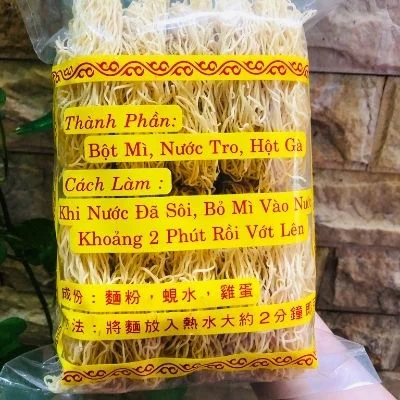 Thành Phần:
Bột Mì, Nước Tro, Hột Gà
Cách Làm :
Khi Nước Đã Sôi, Bỏ Mì Vào Nước
Khoảng 2 Phút Rồi Vớt Lên
成份：麵粉，蜆水，雞蛋
法：將麵放入熱水大約2分鐘